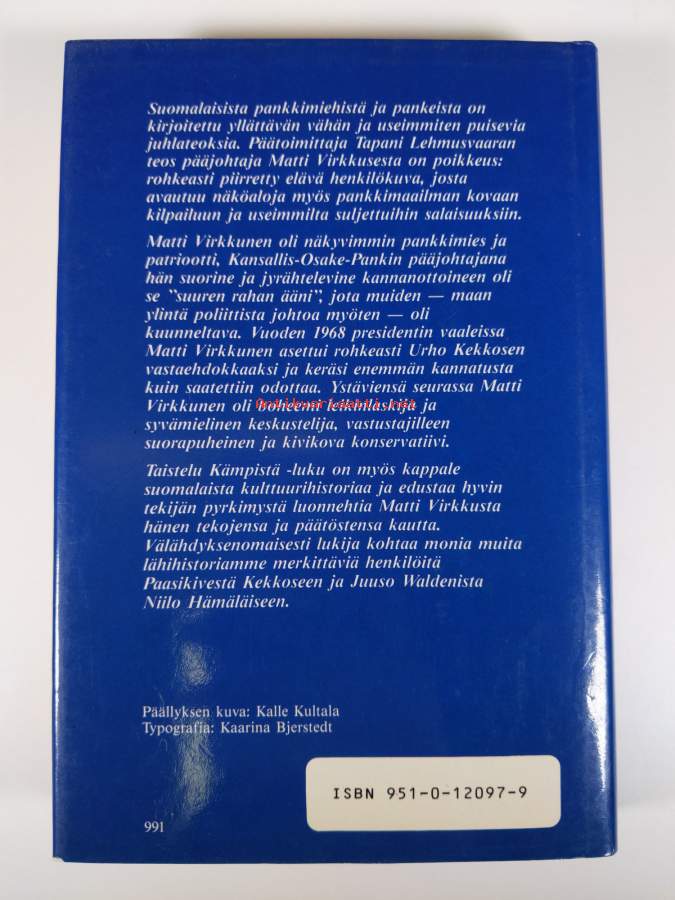 Suomalaisista pankkimiehistä ja pankeista on
kirjoitettu yllättävän vähän ja useimmiten puisevia
juhlateoksia. Päätoimittaja Tapani Lehmusvaaran
teos pääjohtaja Matti Virkkusesta on poikkeus:
rohkeasti piirretty elävä henkilökuva, josta
avautuu näköaloja myös pankkimaailman kovaan
kilpailuun ja useimmilta suljettuihin salaisuuksiin.
Matti Virkkunen oli näkyvimmin pankkimies ja
patriootti, Kansallis-Osake-Pankin pääjohtajana
hän suorine ja jyrähtelevine kannanottoineen oli
se ”suuren rahan ääni”, jota muiden — maan
ylintä poliittista johtoa myöten — oli
kuunneltava. Vuoden 1968 presidentin vaaleissa
Matti Virkkunen asettui rohkeasti Urho Kekkosen
vastaehdokkaaksi ja keräsi enemmän kannatusta
kuin saatettiin odottaa. Ystäviensä seurassa Matti
Virkkunen oli boheemi leikinlaskija ja
Antikvariaatti.net
syvämielinen keskustelija, vastustajilleen
suorapuheinen ja kivikova konservatiivi.
Taistelu Kämpistä -luku on myös kappale
suomalaista kulttuurihistoriaa ja edustaa hyvin
tekijän pyrkimystä luonnehtia Matti Virkkusta
hänen tekojensa ja päätöstensä kautta.
Välähdyksenomaisesti lukija kohtaa monia muita
lähihistoriamme merkittäviä henkilöitä
Paasikivestä Kekkoseen ja Juuso Waldenista
Niilo Hämäläiseen.
Päällyksen kuva: Kalle Kultala
Typografia: Kaarina Bjerstedt
ISBN 951-0-12097-9
991